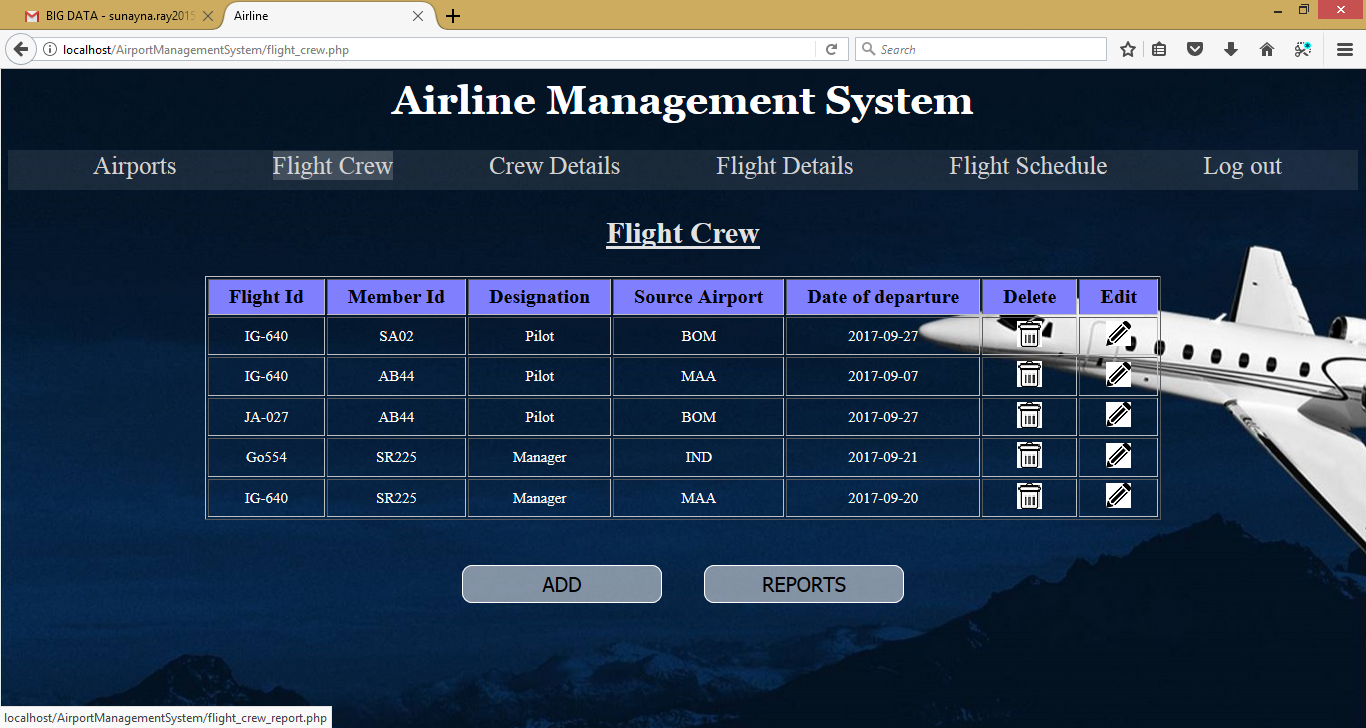 BIG DATA - sunayna.ray2015
Airline
localhost/AirportManagementSystem/flight_crew.php
Search
Airline Management System
Airports Flight Crew Crew Details Flight Details Flight Schedule Log out
Flight Crew
Flight Id Member Id Designation Source Airport Date of departure Delete Edit
IG-640 SA02 Pilot BOM 2017-09-27
IG-640 AB44 Pilot MAA 2017-09-07
JA-027 AB44 Pilot BOM 2017-09-27
Go554 SR225 Manager IND 2017-09-21
IG-640 SR225 Manager MAA 2017-09-20
ADD REPORTS
localhost/AirportManagementSystem/flight_crew_report.php